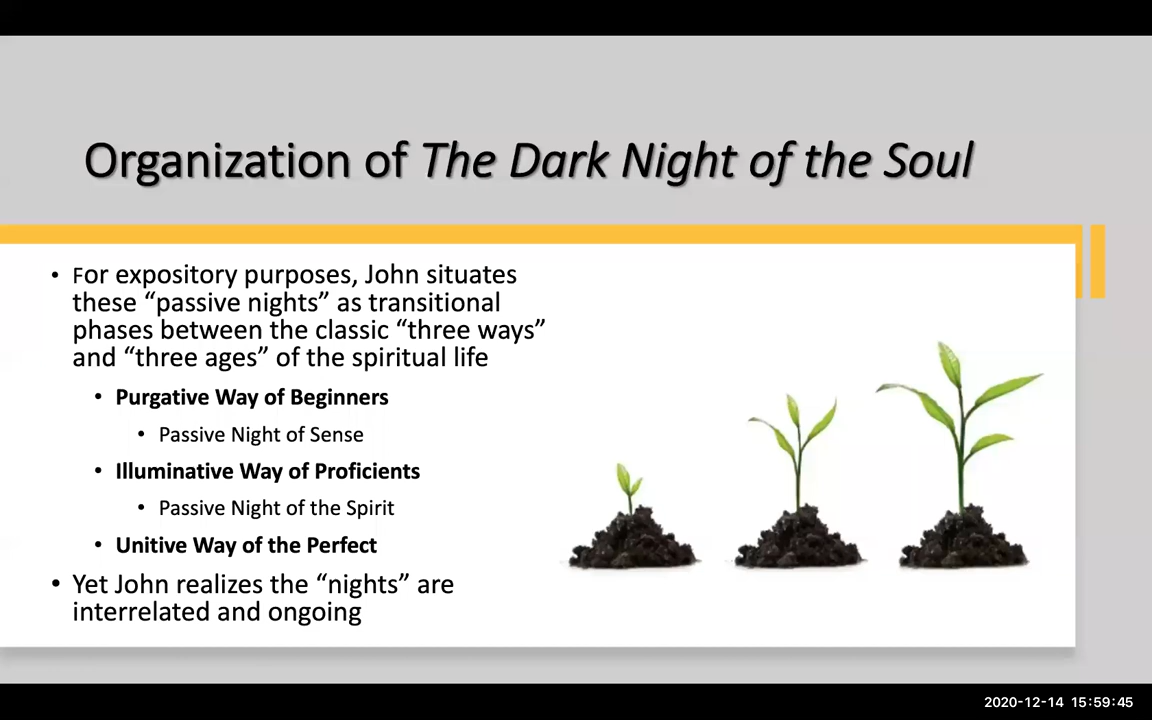 Organization of The Dark Night of the Soul
• For expository purposes, John situates
these “passive nights” as transitional
phases between the classic “three ways”
and “three ages” of the spiritual life
• Purgative Way of Beginners
• Passive Night of Sense
• Illuminative Way of Proficients
• Passive Night of the Spirit
• Unitive Way of the Perfect
• Yet John realizes the “nights” are
interrelated and ongoing
2020-12-14 15:59:45